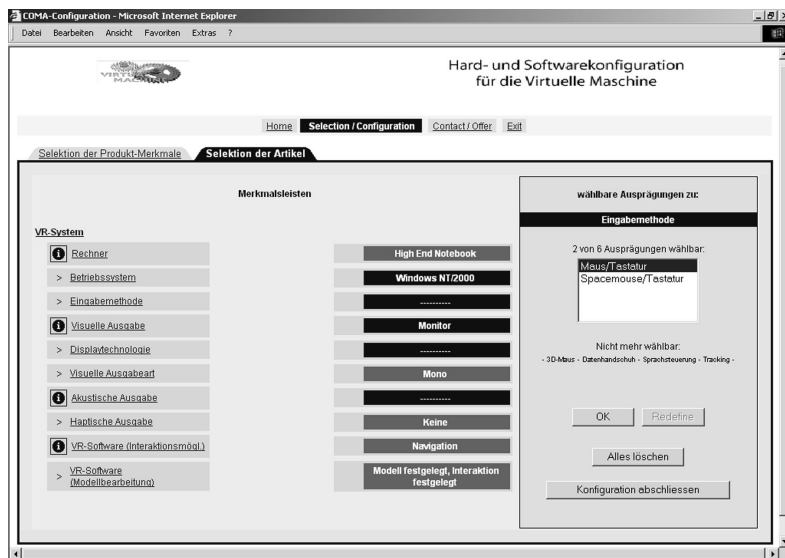 COMA-Configuration - Microsoft Internet Explorer
Datei Bearbeiten Ansicht Favoriten Extras ?
VIRTUELLE MASCHINE
Hard- und Softwarekonfiguration
für die Virtuelle Maschine
Home Selection / Configuration Contact / Offer Exit
Selektion der Produkt-Merkmale Selektion der Artikel
Merkmalsleisten
VR-System
Rechner High End Notebook
> Betriebssystem Windows NT/2000
> Eingabemethode ----------
Visuelle Ausgabe Monitor
> Displaytechnologie ----------
> Visuelle Ausgabeart Mono
Akustische Ausgabe ----------
> Haptische Ausgabe Keine
VR-Software (Interaktionsmögl.) Navigation
> VR-Software
(Modellbearbeitung)
Modell festgelegt, Interaktion
festgelegt
wählbare Ausprägungen zu:
Eingabemethode
2 von 6 Ausprägungen wählbar:
Maus/Tastatur
Spacemouse/Tastatur
Nicht mehr wählbar:
- 3D-Maus - Datenhandschuh - Sprachsteuerung - Tracking -
OK Redefine
Alles löschen
Konfiguration abschliessen